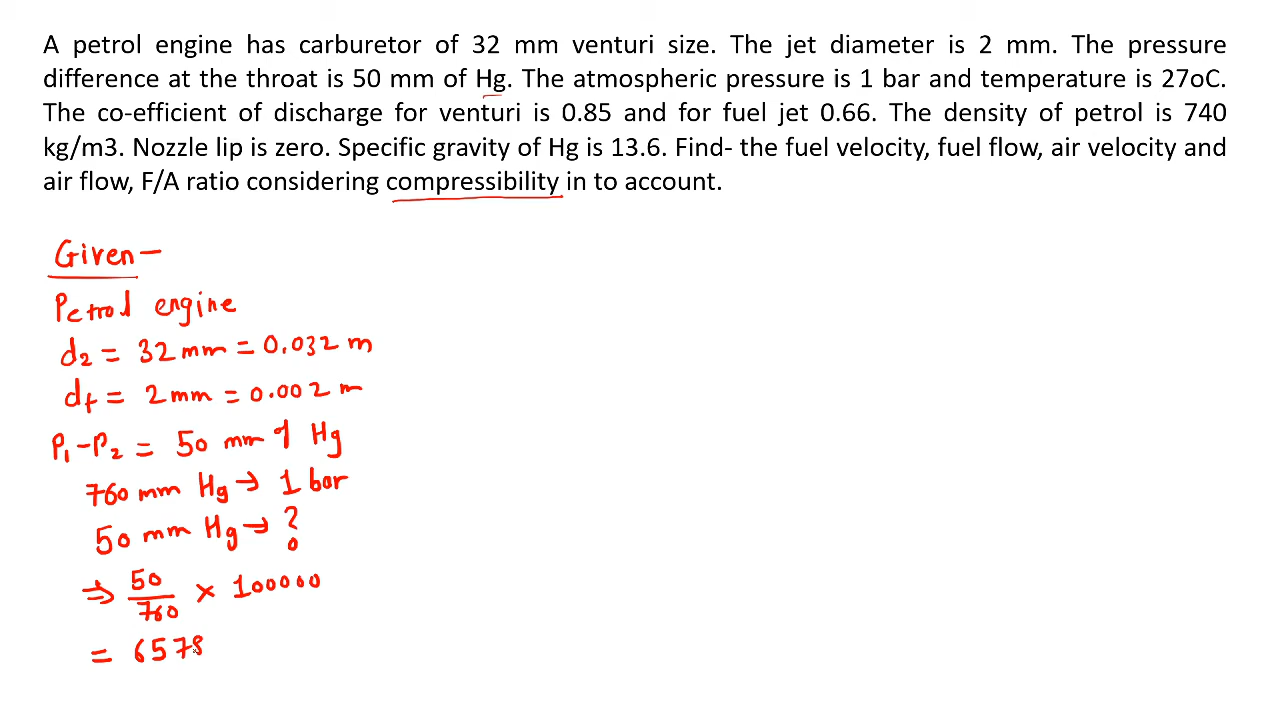 A petrol engine has carburetor of 32 mm venturi size. The jet diameter is 2 mm. The pressure
difference at the throat is 50 mm of Hg. The atmospheric pressure is 1 bar and temperature is 27oC.
The co-efficient of discharge for venturi is 0.85 and for fuel jet 0.66. The density of petrol is 740
kg/m3. Nozzle lip is zero. Specific gravity of Hg is 13.6. Find- the fuel velocity, fuel flow, air velocity and
air flow, F/A ratio considering compressibility in to account.
Given -
Petrol engine
d₂ = 32 mm = 0.032 m
df = 2 mm = 0.002 m
P₁ - P₂ = 50 mm of Hg
760 mm Hg → 1 bar
50 mm Hg → ?
⇒ 50/760 × 100000
= 6578